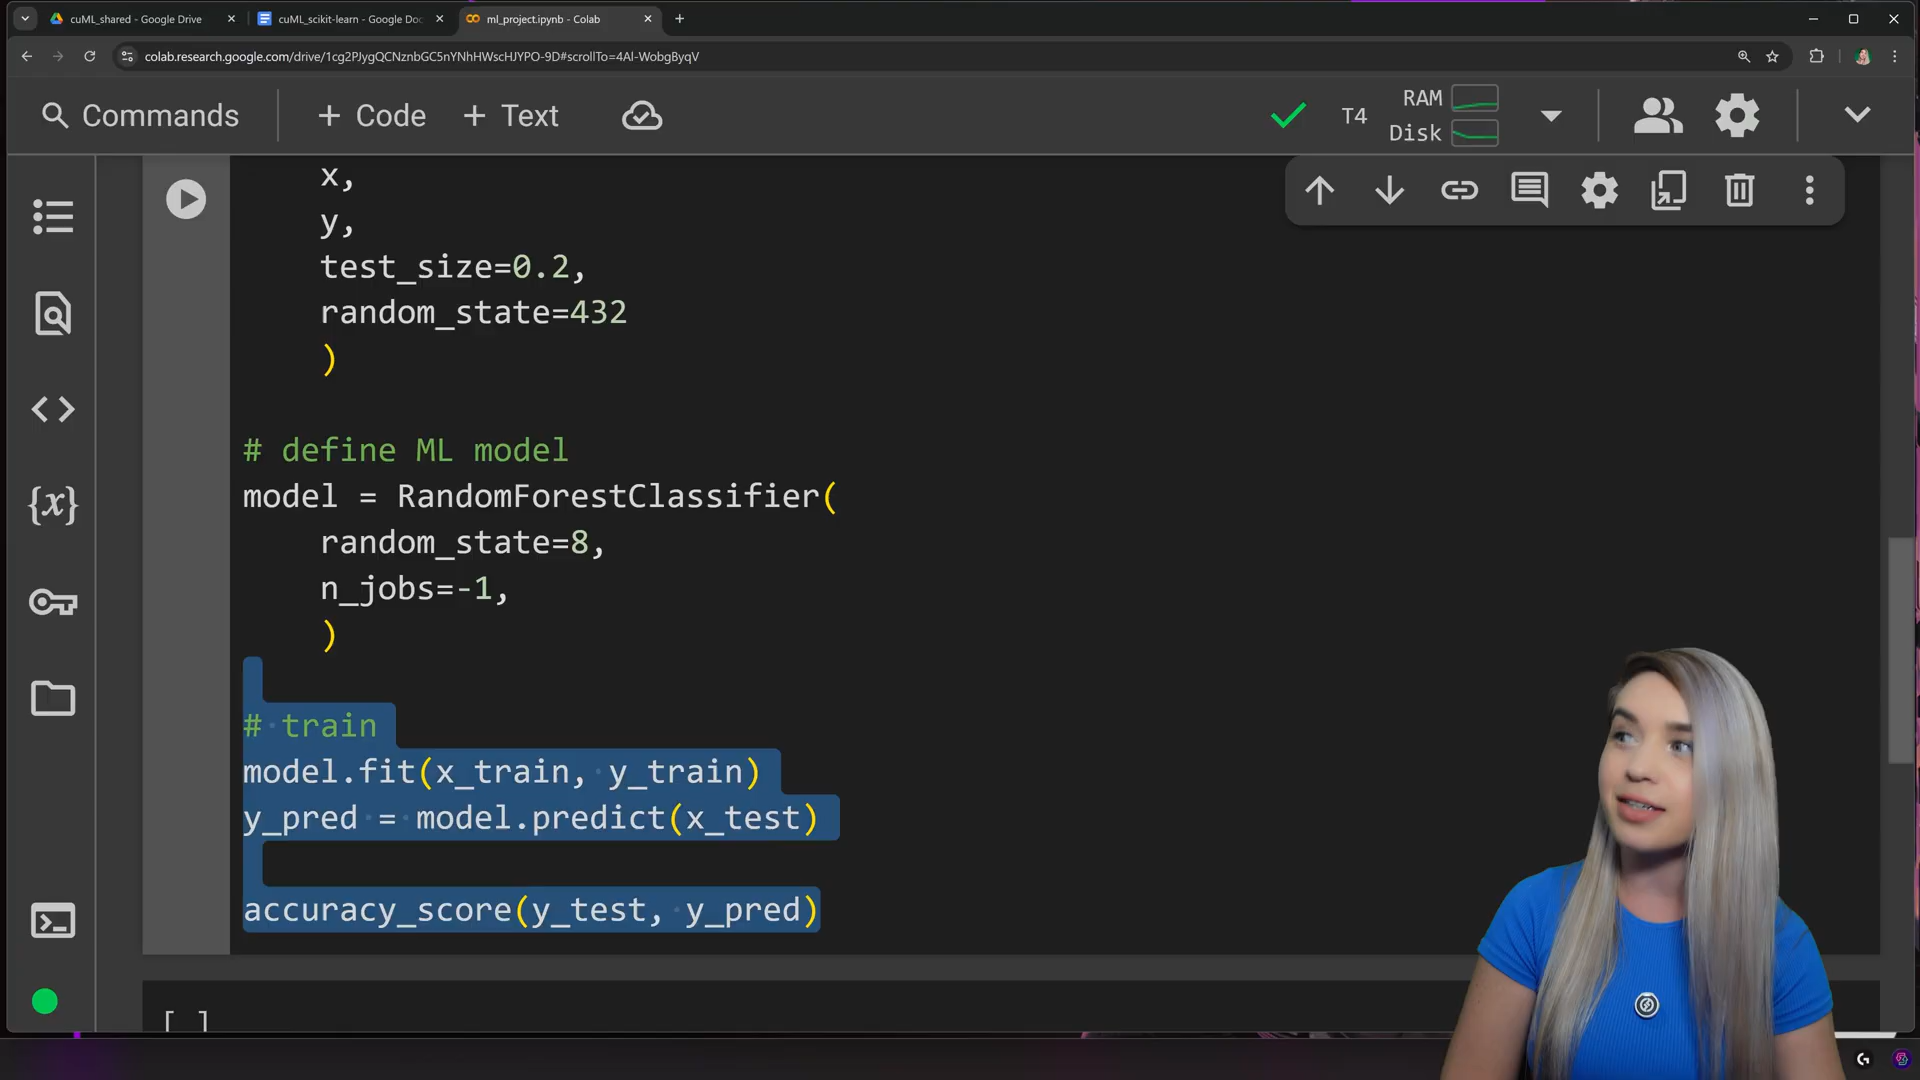 cuML_shared - Google Drive
cuML_scikit-learn - Google Doc
ml_project.ipynb - Colab
colab.research.google.com/drive/1cg2PJygQCNznbGC5nYNhHWscHJYPO-9D#scrollTo=4Al-WobgByqV
Commands
+ Code
+ Text
T4
RAM
Disk
x,
y,
test_size=0.2,
random_state=432
)
# define ML model
model = RandomForestClassifier(
random_state=8,
n_jobs=-1,
)
# train
model.fit(x_train, y_train)
y_pred = model.predict(x_test)
accuracy_score(y_test, y_pred)
[ ]